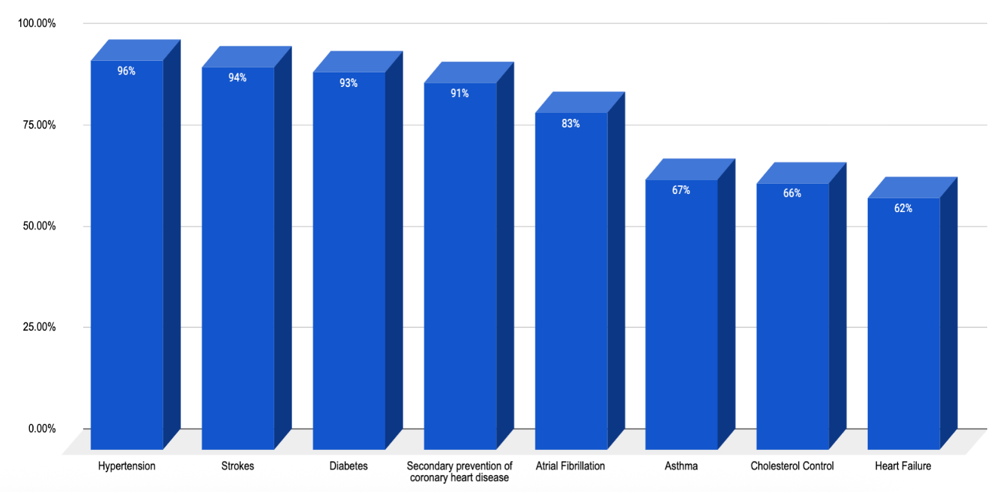 100.00%
75.00%
50.00%
25.00%
0.00%
96%
94%
93%
91%
83%
67%
66%
62%
Hypertension
Strokes
Diabetes
Secondary prevention of
coronary heart disease
Atrial Fibrillation
Asthma
Cholesterol Control
Heart Failure